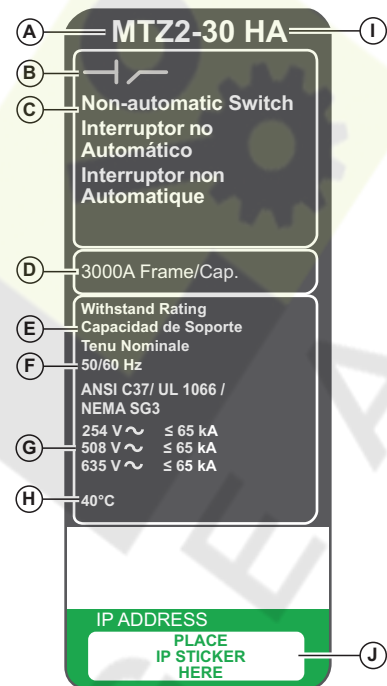 A
MTZ2-30 HA
I
B
C
Non-automatic Switch
Interruptor no
Automático
Interruptor non
Automatique
D
3000A Frame/Cap.
Withstand Rating
E
Capacidad de Soporte
Tenu Nominale
F
50/60 Hz
ANSI C37/ UL 1066 /
NEMA SG3
254 V ~ ≤ 65 kA
G
508 V ~ ≤ 65 kA
635 V ~ ≤ 65 kA
H
40°C
IP ADDRESS
PLACE
IP STICKER
HERE
J